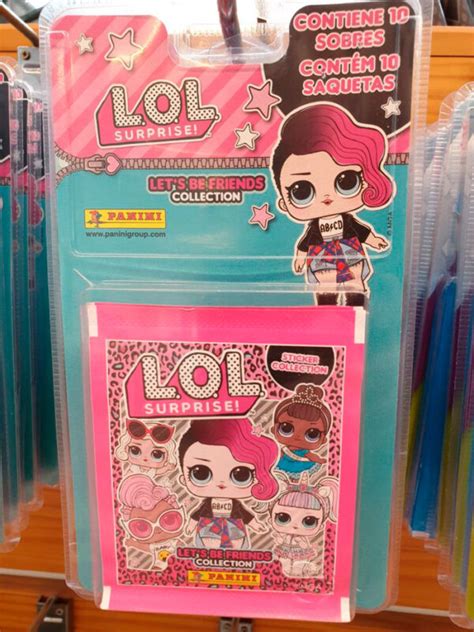 CONTIENE 10
SOBRES
CONTÉM 10
SAQUETAS
L.O.L.
SURPRISE!
LET'S BE FRIENDS
COLLECTION
PANINI
www.paninigroup.com
AB≠CD
STICKER
COLLECTION
L.O.L.
SURPRISE!
AB≠CD
LET'S BE FRIENDS
COLLECTION
PANINI